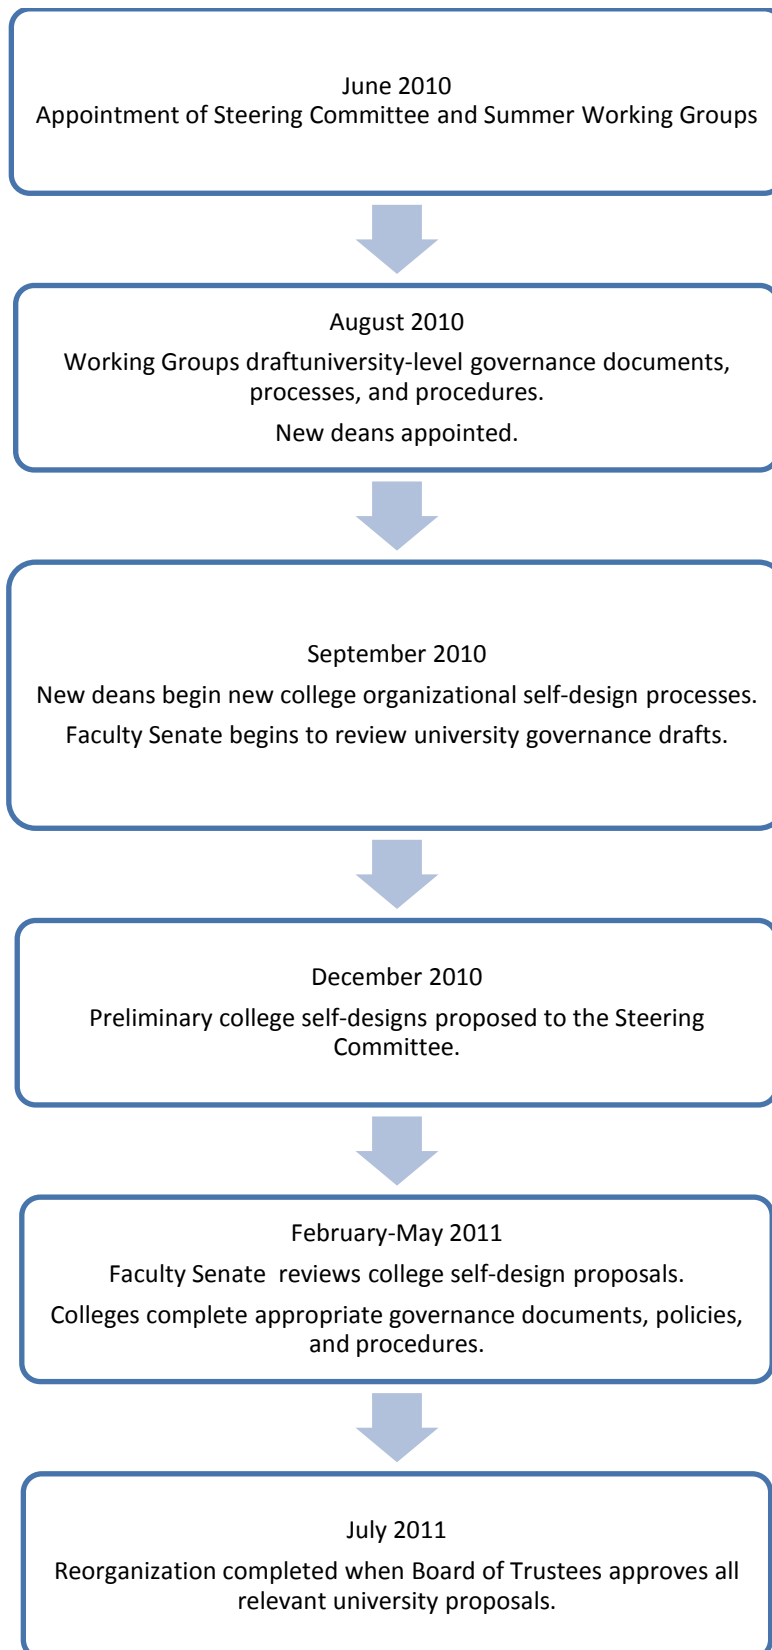 June 2010
Appointment of Steering Committee and Summer Working Groups
August 2010
Working Groups draftuniversity-level governance documents,
processes, and procedures.
New deans appointed.
September 2010
New deans begin new college organizational self-design processes.
Faculty Senate begins to review university governance drafts.
December 2010
Preliminary college self-designs proposed to the Steering
Committee.
February-May 2011
Faculty Senate  reviews college self-design proposals.
Colleges complete appropriate governance documents, policies,
and procedures.
July 2011
Reorganization completed when Board of Trustees approves all
relevant university proposals.